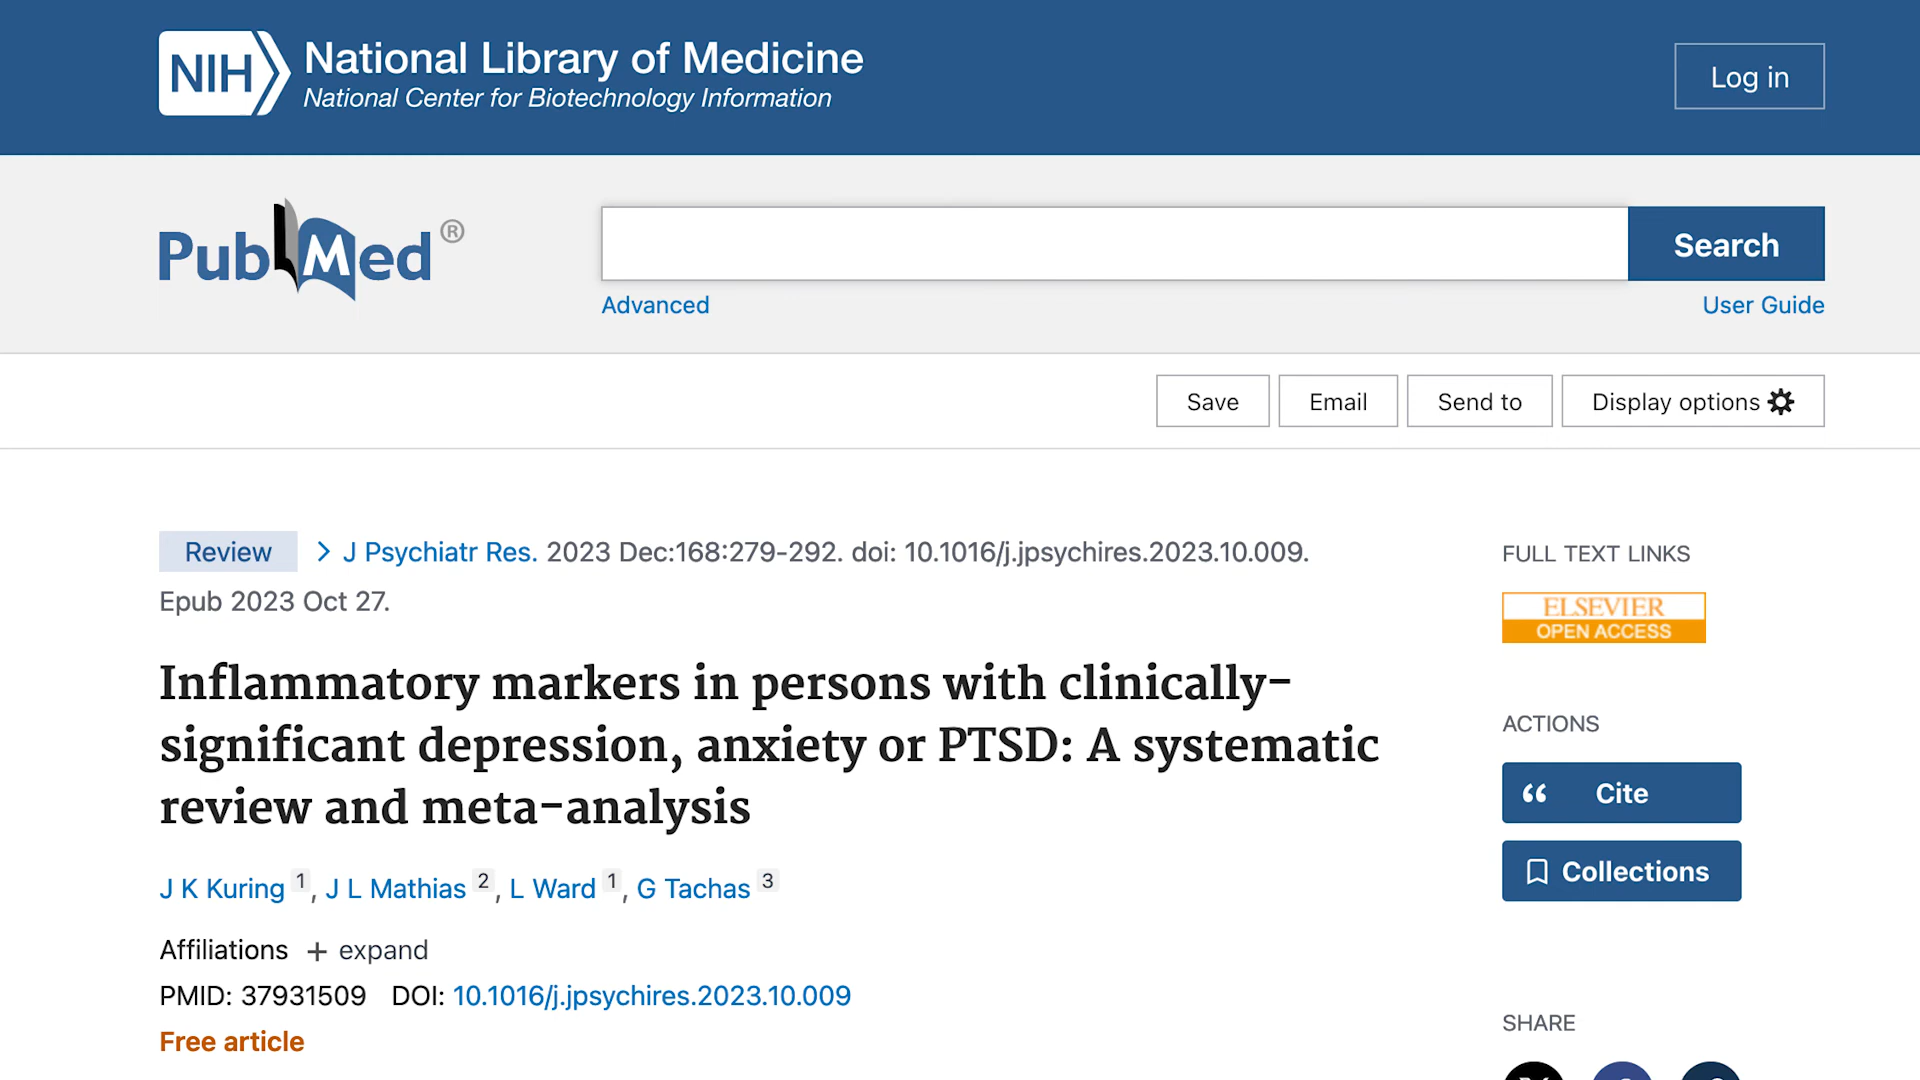 NIH National Library of Medicine
National Center for Biotechnology Information
Log in
PubMed®
Search
Advanced
User Guide
Save
Email
Send to
Display options
Review
J Psychiatr Res. 2023 Dec:168:279-292. doi: 10.1016/j.jpsychires.2023.10.009.
Epub 2023 Oct 27.
Inflammatory markers in persons with clinically-
significant depression, anxiety or PTSD: A systematic
review and meta-analysis
J K Kuring 1, J L Mathias 2, L Ward 1, G Tachas 3
Affiliations + expand
PMID: 37931509 DOI: 10.1016/j.jpsychires.2023.10.009
Free article
FULL TEXT LINKS
ELSEVIER
OPEN ACCESS
ACTIONS
Cite
Collections
SHARE